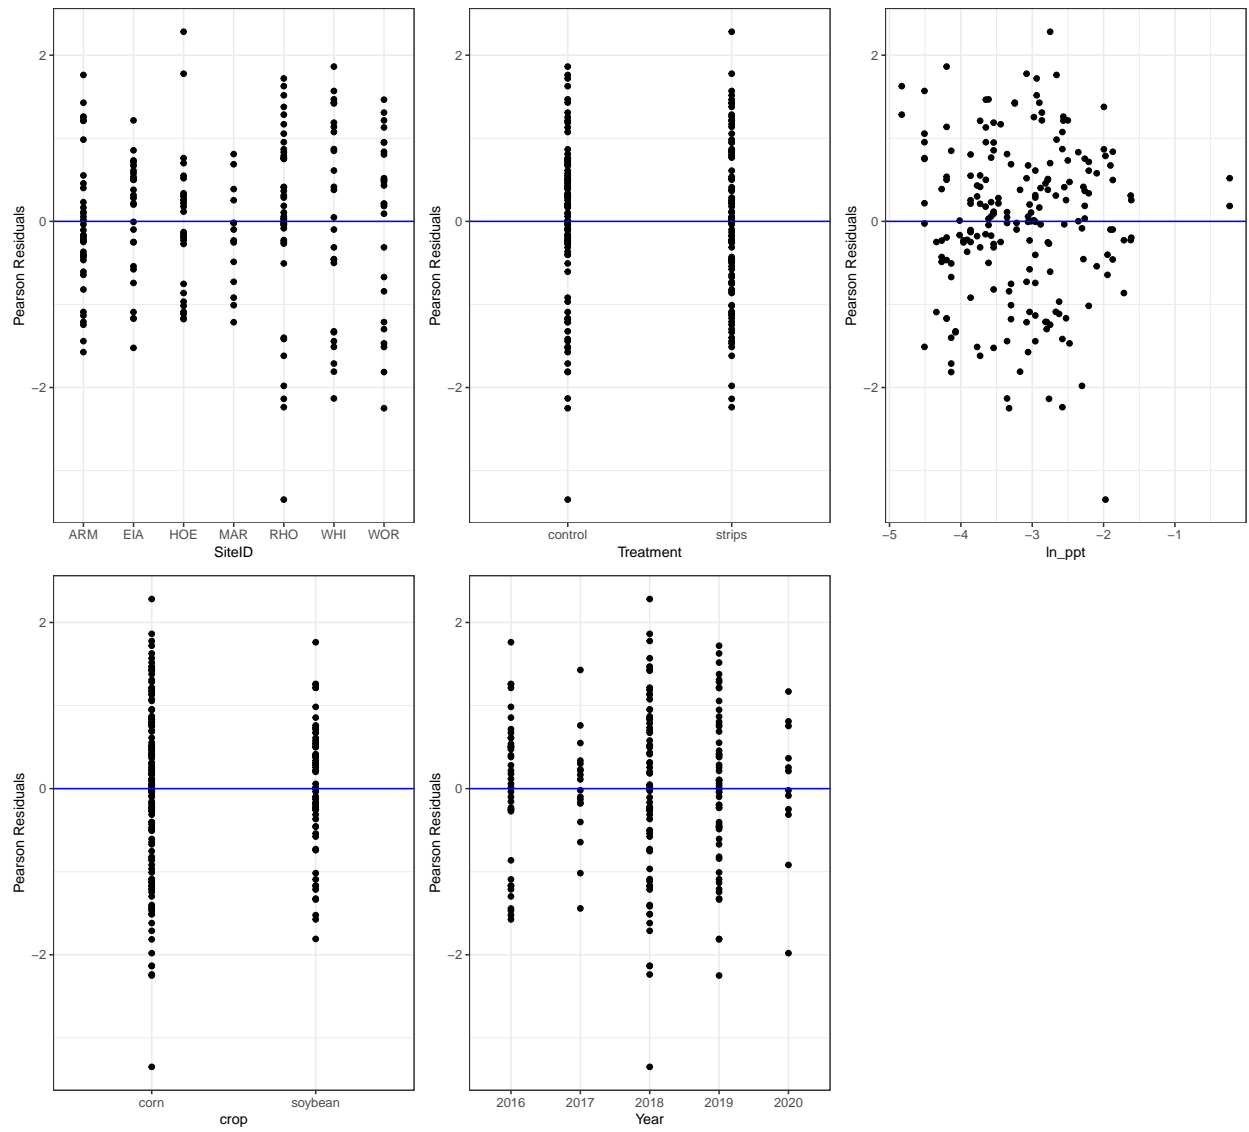 Pearson Residuals
2
0
−2
ARM EIA HOE MAR RHO WHI WOR
SiteID
Pearson Residuals
2
0
−2
control strips
Treatment
Pearson Residuals
2
0
−2
−5 −4 −3 −2 −1
ln_ppt
Pearson Residuals
2
0
−2
corn soybean
crop
Pearson Residuals
2
0
−2
2016 2017 2018 2019 2020
Year